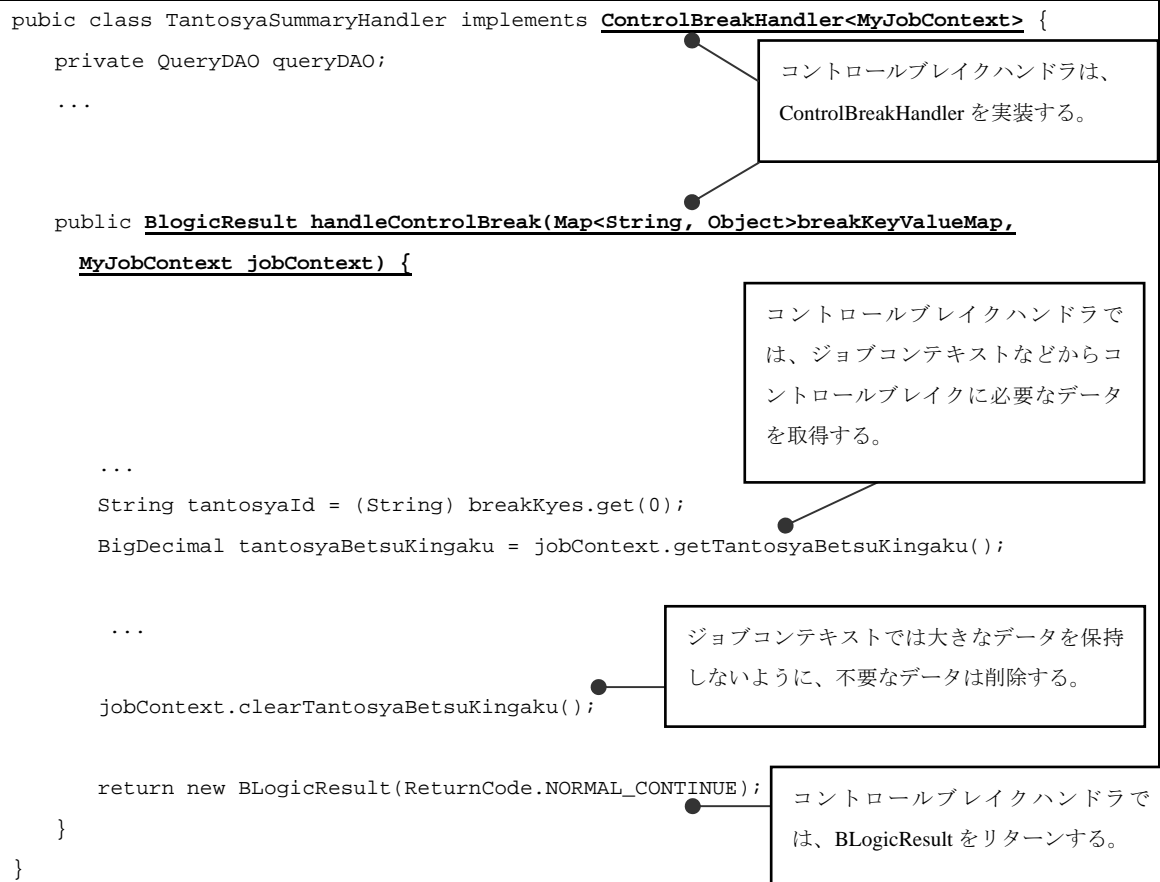 public class TantosyaSummaryHandler implements ControlBreakHandler<MyJobContext> {
private QueryDAO queryDAO;
...
コントロールブレイクハンドラは、
ControlBreakHandler を実装する。
public BlogicResult handleControlBreak(Map<String, Object>breakKeyValueMap,
MyJobContext jobContext) {
コントロールブレイクハンドラで
は、ジョブコンテキストなどからコ
ントロールブレイクに必要なデータ
を取得する。
...
String tantosyaId = (String) breakKyes.get(0);
BigDecimal tantosyaBetsuKingaku = jobContext.getTantosyaBetsuKingaku();
...
ジョブコンテキストでは大きなデータを保持
しないように、不要なデータは削除する。
jobContext.clearTantosyaBetsuKingaku();
return new BLogicResult(ReturnCode.NORMAL_CONTINUE);
コントロールブレイクハンドラで
は、BLogicResult をリターンする。
}
}